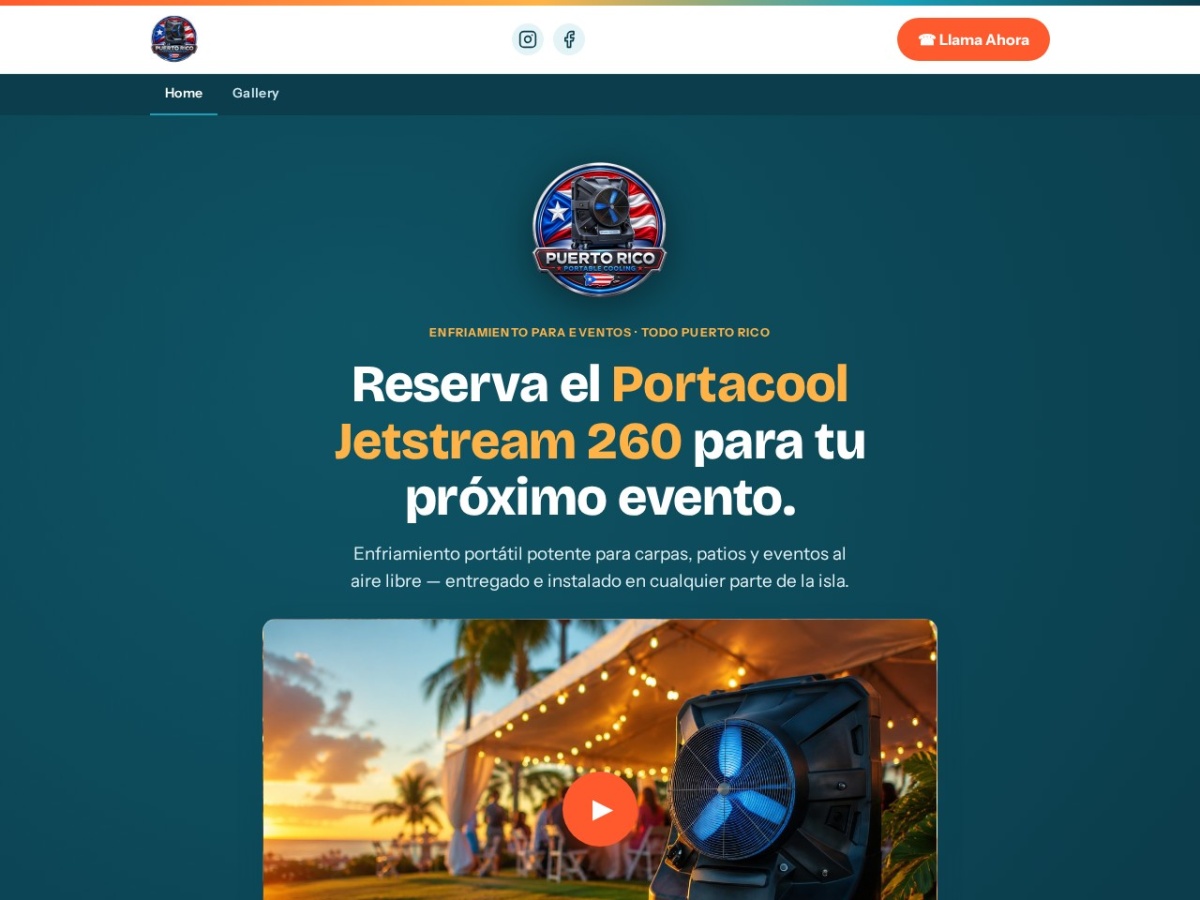 PUERTO RICO
☎ Llama Ahora
Home
Gallery
PUERTO RICO
PORTABLE COOLING
ENFRIAMIENTO PARA EVENTOS · TODO PUERTO RICO
Reserva el Portacool
Jetstream 260 para tu
próximo evento.
Enfriamiento portátil potente para carpas, patios y eventos al
aire libre — entregado e instalado en cualquier parte de la isla.